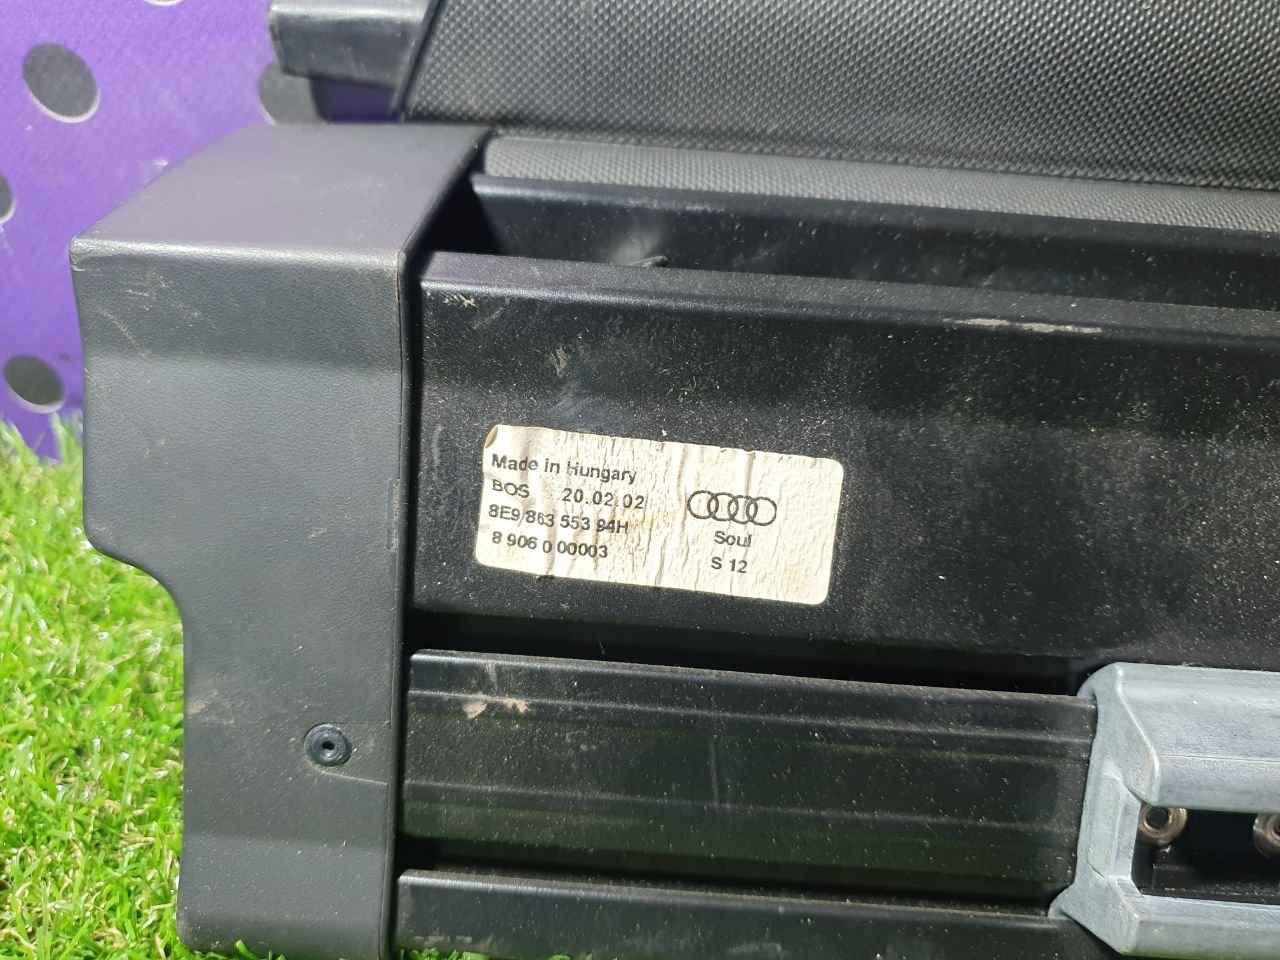 Made in Hungary
BOS 20.02.02
8E9 863 553 94H
8 906 0 00003
Soul
S 12